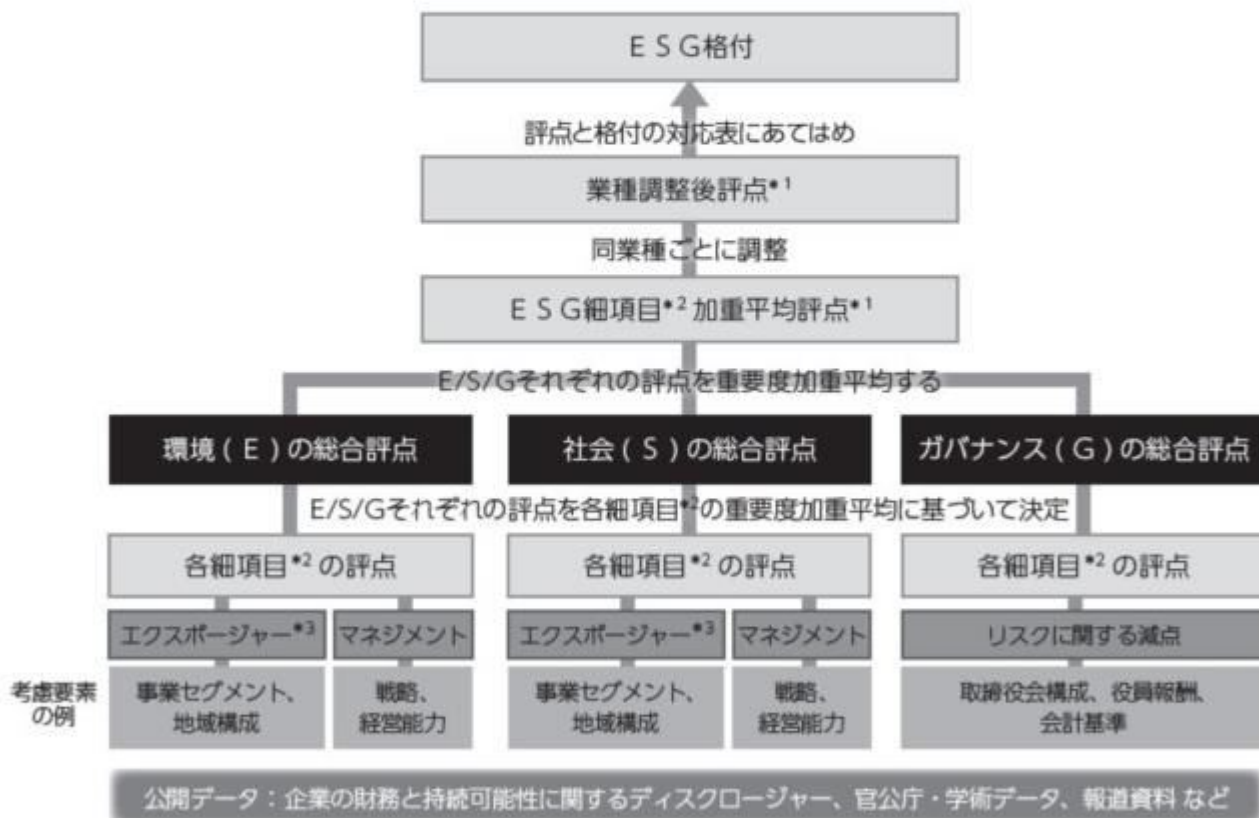 ESG格付
評点と格付の対応表にあてはめ
業種調整後評点*1
同業種ごとに調整
ESG細項目*2加重平均評点*1
E/S/Gそれぞれの評点を重要度加重平均する
環境(E)の総合評点
社会(S)の総合評点
ガバナンス(G)の総合評点
E/S/Gそれぞれの評点を各細項目*2の重要度加重平均に基づいて決定
各細項目*2の評点
各細項目*2の評点
各細項目*2の評点
エクスポージャー*3
マネジメント
エクスポージャー*3
マネジメント
リスクに関する減点
考慮要素
の例
事業セグメント、
地域構成
戦略、
経営能力
事業セグメント、
地域構成
戦略、
経営能力
取締役会構成、役員報酬、
会計基準
公開データ：企業の財務と持続可能性に関するディスクロージャー、官公庁・学術データ、報道資料 など